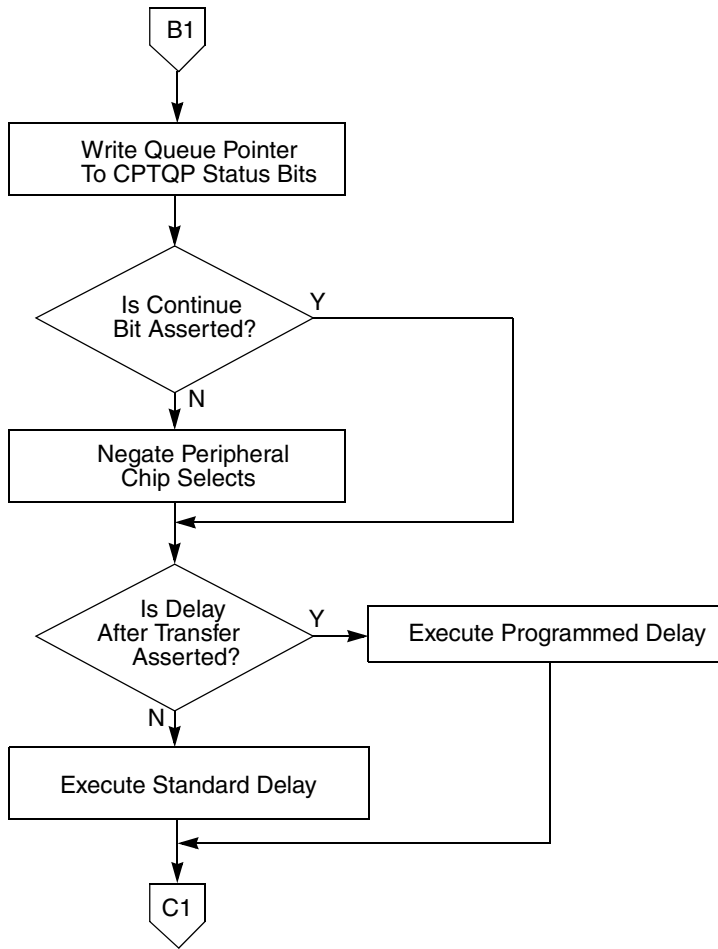 B1
Write Queue Pointer
To CPTQP Status Bits
Is Continue
Bit Asserted?
Y
N
Negate Peripheral
Chip Selects
Is Delay
After Transfer
Asserted?
Y
Execute Programmed Delay
N
Execute Standard Delay
C1